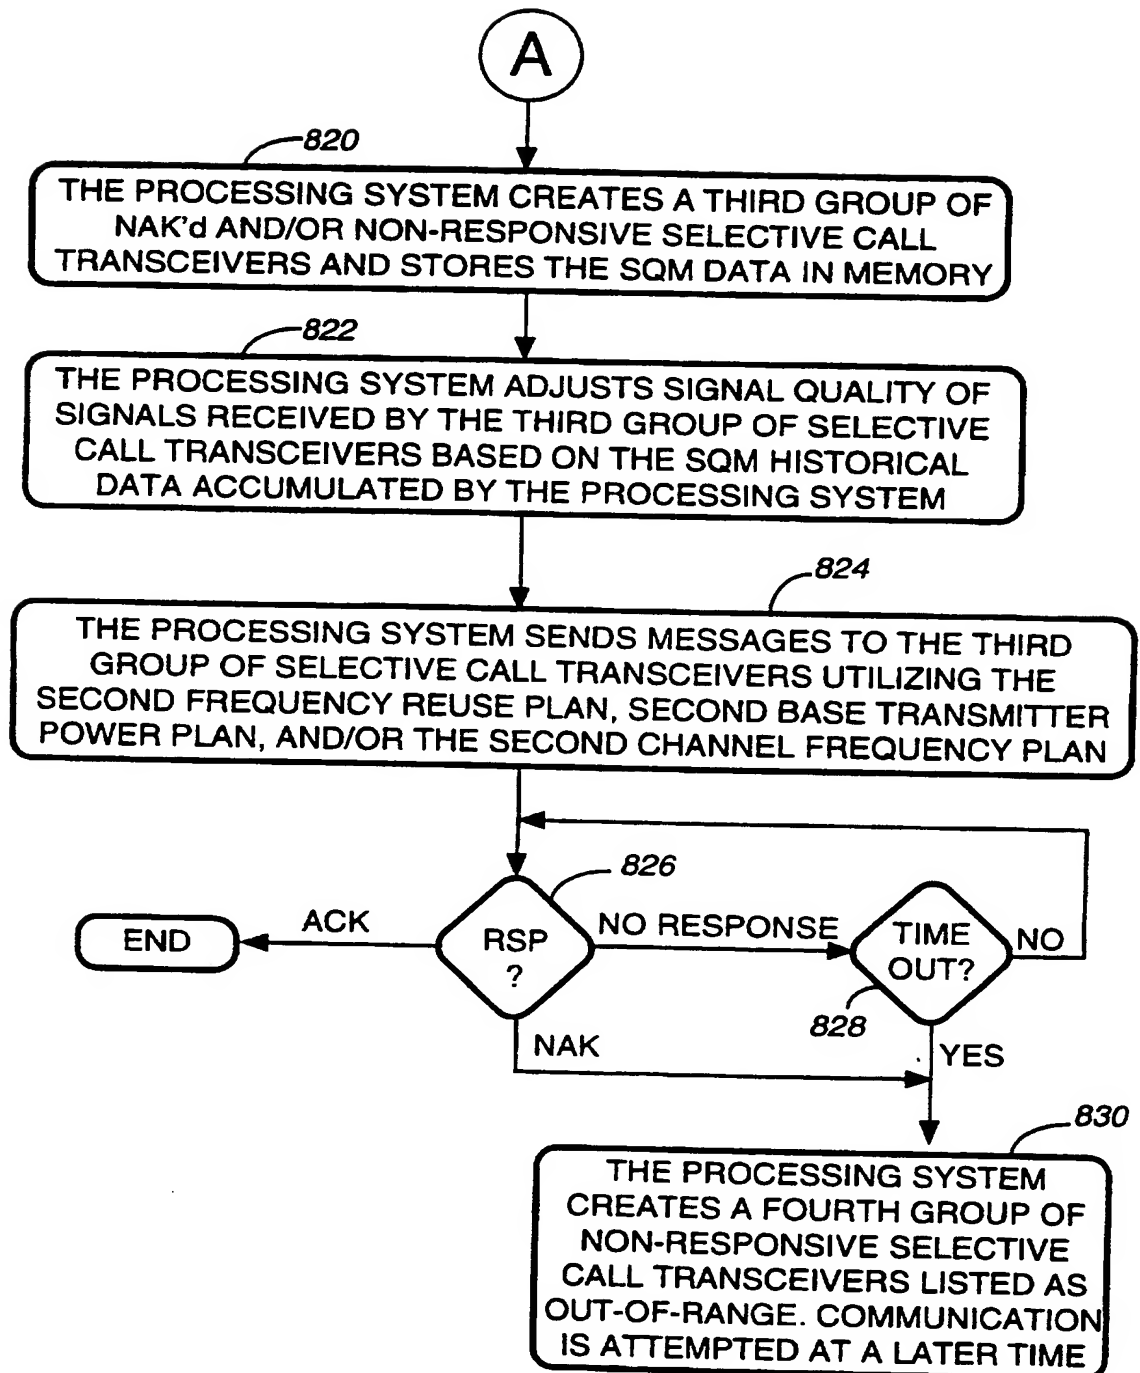 A
820
THE PROCESSING SYSTEM CREATES A THIRD GROUP OF
NAK'd AND/OR NON-RESPONSIVE SELECTIVE CALL
TRANSCEIVERS AND STORES THE SQM DATA IN MEMORY
822
THE PROCESSING SYSTEM ADJUSTS SIGNAL QUALITY OF
SIGNALS RECEIVED BY THE THIRD GROUP OF SELECTIVE
CALL TRANSCEIVERS BASED ON THE SQM HISTORICAL
DATA ACCUMULATED BY THE PROCESSING SYSTEM
824
THE PROCESSING SYSTEM SENDS MESSAGES TO THE THIRD
GROUP OF SELECTIVE CALL TRANSCEIVERS UTILIZING THE
SECOND FREQUENCY REUSE PLAN, SECOND BASE TRANSMITTER
POWER PLAN, AND/OR THE SECOND CHANNEL FREQUENCY PLAN
826
END
ACK
RSP
?
NO RESPONSE
TIME
OUT?
NO
828
NAK
YES
830
THE PROCESSING SYSTEM
CREATES A FOURTH GROUP OF
NON-RESPONSIVE SELECTIVE
CALL TRANSCEIVERS LISTED AS
OUT-OF-RANGE. COMMUNICATION
IS ATTEMPTED AT A LATER TIME